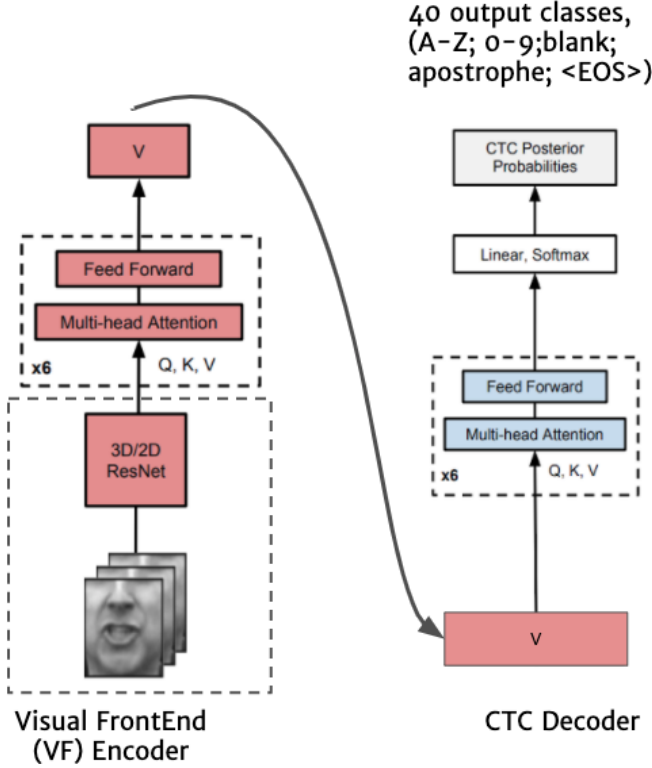 40 output classes,
(A-Z; 0-9;blank;
apostrophe; <EOS>)
V
Feed Forward
Multi-head Attention
x6
Q, K, V
3D/2D
ResNet
Visual FrontEnd
(VF) Encoder
CTC Posterior
Probabilities
Linear, Softmax
Feed Forward
Multi-head Attention
x6
Q, K, V
V
CTC Decoder